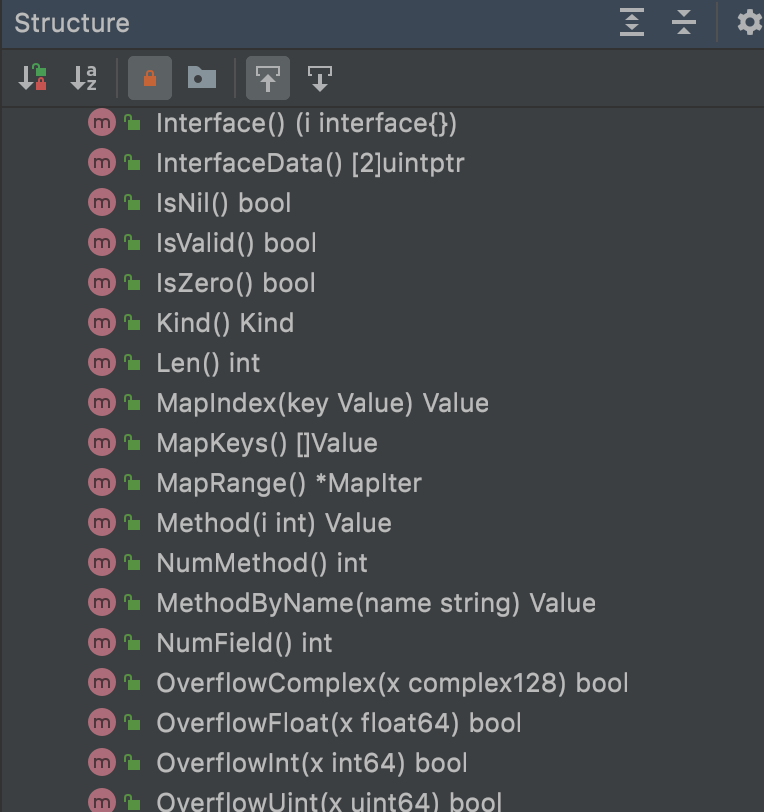 Structure
Interface() (i interface{})
InterfaceData() [2]uintptr
IsNil() bool
IsValid() bool
IsZero() bool
Kind() Kind
Len() int
MapIndex(key Value) Value
MapKeys() []Value
MapRange() *MapIter
Method(i int) Value
NumMethod() int
MethodByName(name string) Value
NumField() int
OverflowComplex(x complex128) bool
OverflowFloat(x float64) bool
OverflowInt(x int64) bool
OverflowUint(x uint64) bool